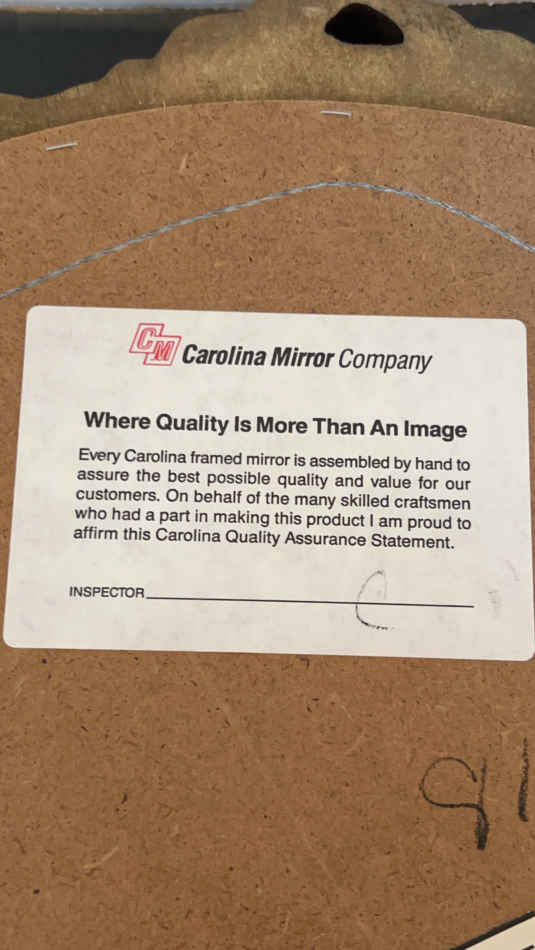 CM Carolina Mirror Company
Where Quality Is More Than An Image
Every Carolina framed mirror is assembled by hand to
assure the best possible quality and value for our
customers. On behalf of the many skilled craftsmen
who had a part in making this product I am proud to
affirm this Carolina Quality Assurance Statement.
INSPECTOR